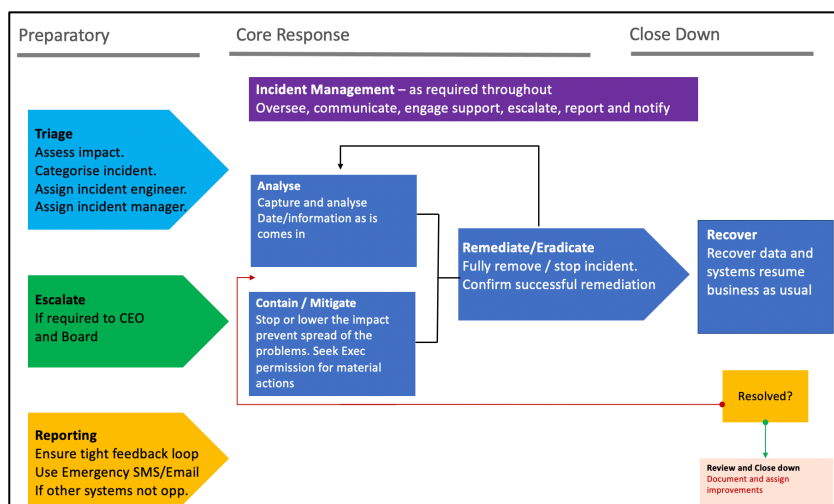 Preparatory
Core Response
Close Down
Incident Management – as required throughout
Oversee, communicate, engage support, escalate, report and notify
Triage
Assess impact.
Categorise incident.
Assign incident engineer.
Assign incident manager.
Analyse
Capture and analyse
Date/information as is
comes in
Remediate/Eradicate
Fully remove / stop incident.
Confirm successful remediation
Recover
Recover data and
systems resume
business as usual
Escalate
If required to CEO
and Board
Contain / Mitigate
Stop or lower the impact
prevent spread of the
problems. Seek Exec
permission for material
actions
Resolved?
Reporting
Ensure tight feedback loop
Use Emergency SMS/Email
If other systems not opp.
Review and Close down
Document and assign
improvements